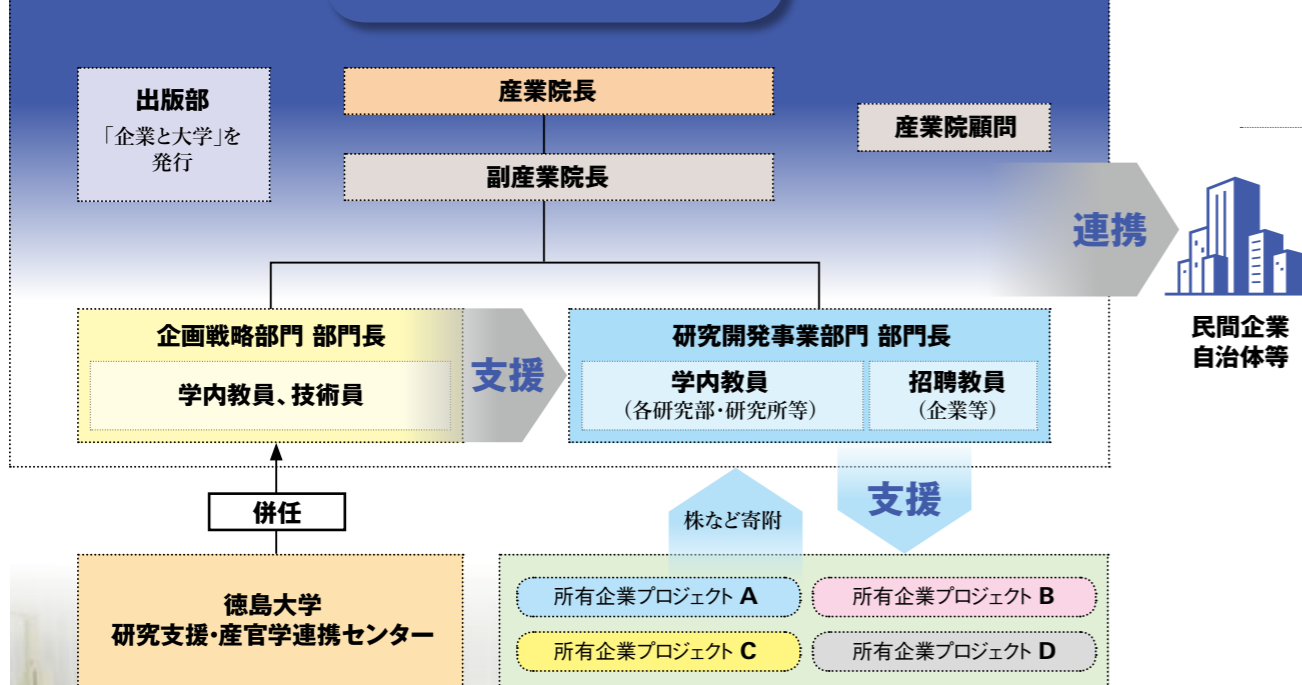 出版部
「企業と大学」を
発行
産業院長
副産業院長
産業院顧問
連携
民間企業
自治体等
企画戦略部門 部門長
学内教員、技術員
支援
研究開発事業部門 部門長
学内教員
（各研究部・研究所等）
招聘教員
（企業等）
併任
株など寄附
支援
徳島大学
研究支援・産官学連携センター
所有企業プロジェクト A
所有企業プロジェクト B
所有企業プロジェクト C
所有企業プロジェクト D